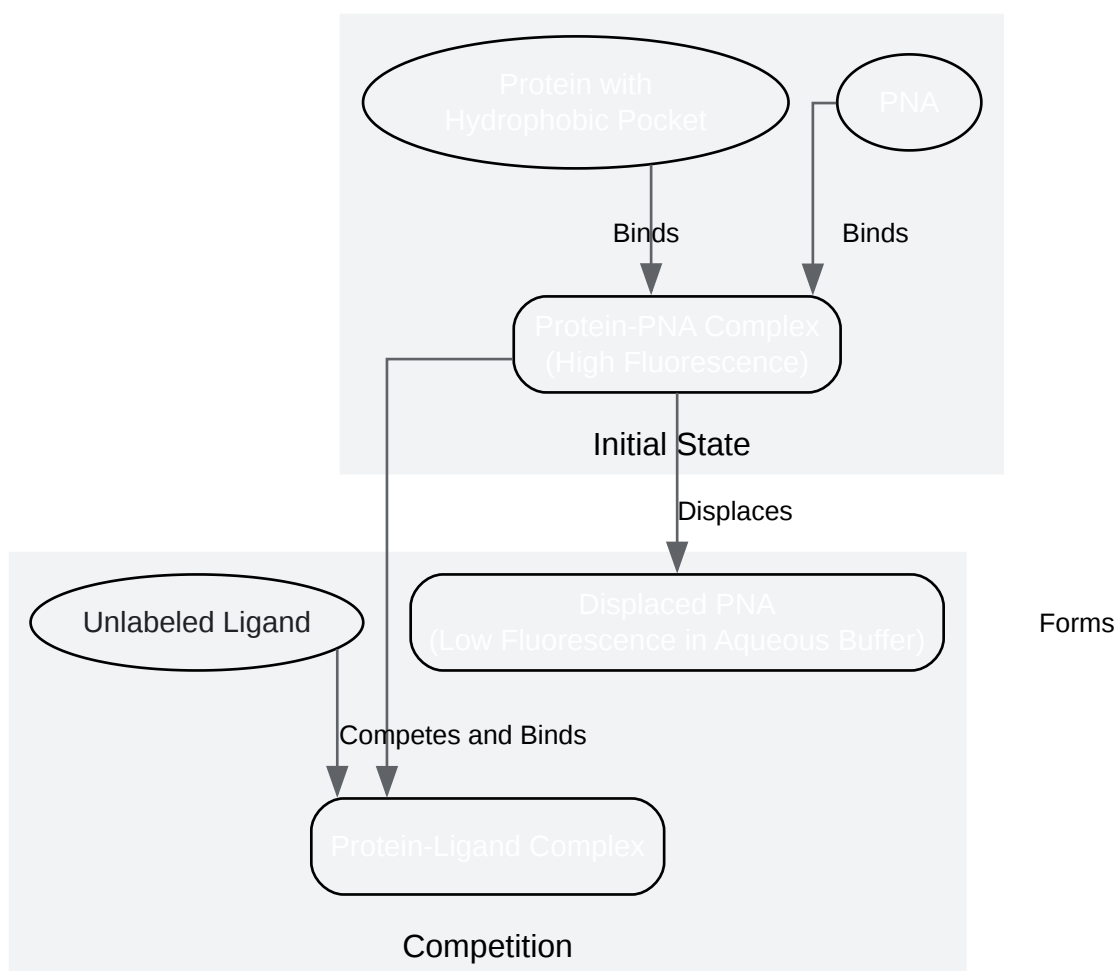 Protein with
Hydrophobic Pocket
PNA
Binds
Binds
Protein-PNA Complex
(High Fluorescence)
Initial State
Displaces
Unlabeled Ligand
Displaced PNA
(Low Fluorescence in Aqueous Buffer)
Forms
Competes and Binds
Protein-Ligand Complex
Competition